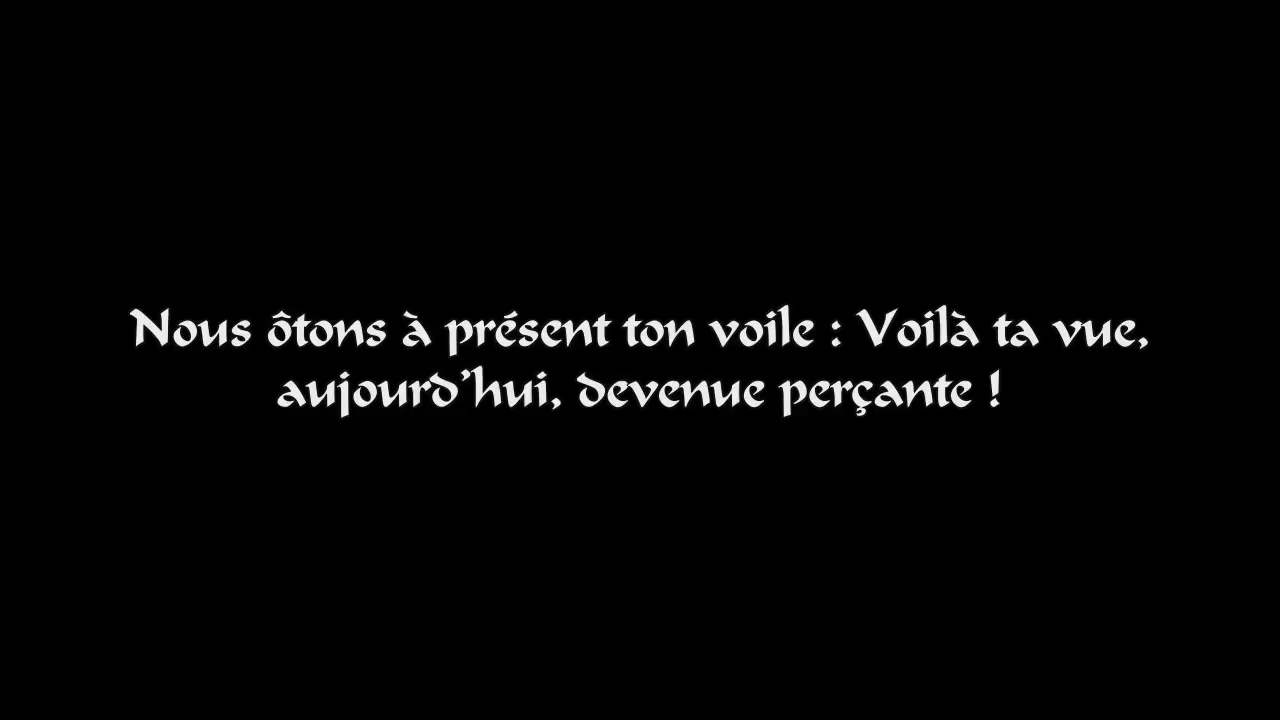 Nous ôtons à présent ton voile : Voilà ta vue,
aujourd’hui, devenue perçante !